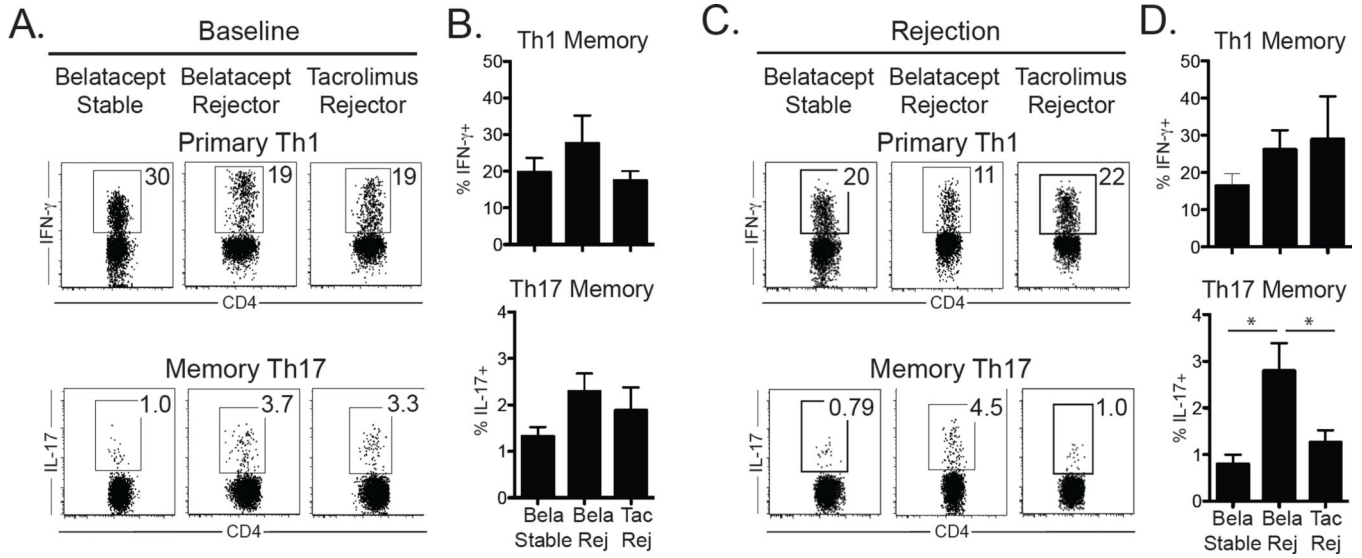 A.
Baseline
Belatacept Stable
Belatacept Rejector
Tacrolimus Rejector
Primary Th1
30
19
19
IFN-γ
CD4
Memory Th17
1.0
3.7
3.3
IL-17
CD4
B.
Th1 Memory
50
40
30
20
10
0
% IFN-γ+
Th17 Memory
4
3
2
1
0
% IL-17+
Bela Stable
Bela Rej
Tac Rej
C.
Rejection
Belatacept Stable
Belatacept Rejector
Tacrolimus Rejector
Primary Th1
20
11
22
IFN-γ
CD4
Memory Th17
0.79
4.5
1.0
IL-17
CD4
D.
Th1 Memory
50
40
30
20
10
0
% IFN-γ+
Th17 Memory
4
3
2
1
0
% IL-17+
*
*
Bela Stable
Bela Rej
Tac Rej